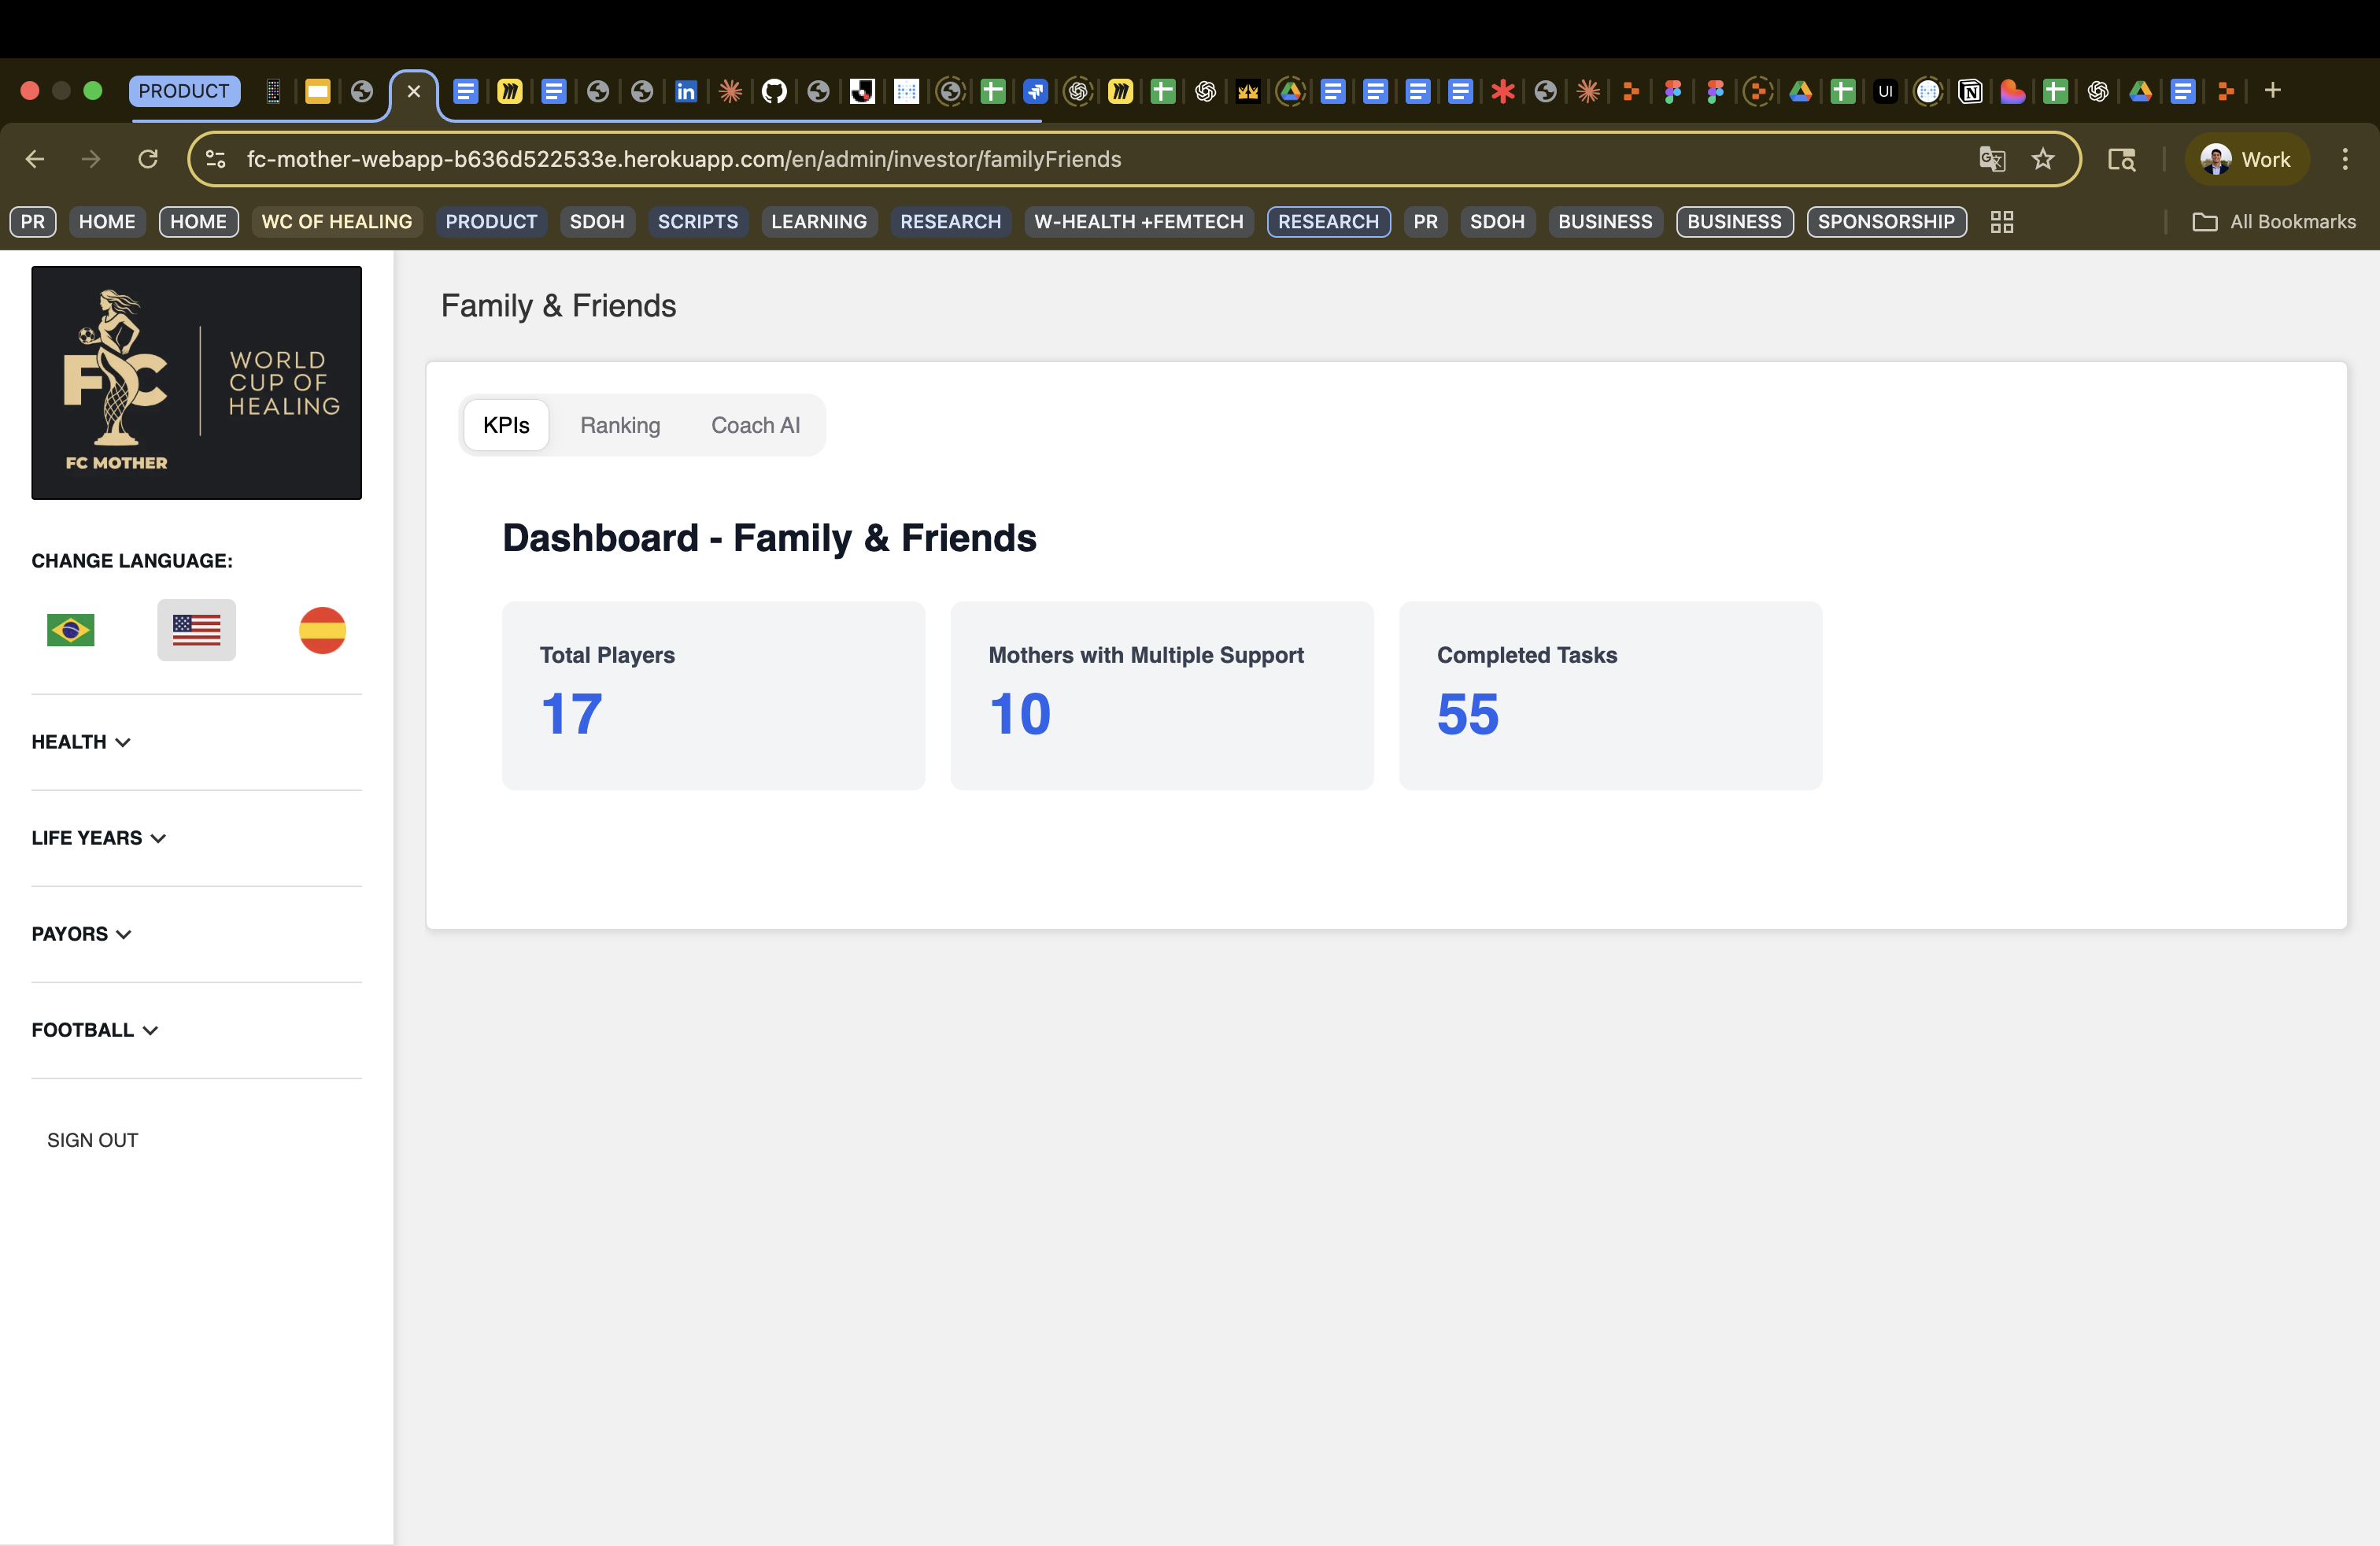 PRODUCT
fc-mother-webapp-b636d522533e.herokuapp.com/en/admin/investor/familyFriends
Work
PR HOME HOME WC OF HEALING PRODUCT SDOH SCRIPTS LEARNING RESEARCH W-HEALTH +FEMTECH RESEARCH PR SDOH BUSINESS BUSINESS SPONSORSHIP All Bookmarks
FC
WORLD
CUP OF
HEALING
FC MOTHER
CHANGE LANGUAGE:
HEALTH
LIFE YEARS
PAYORS
FOOTBALL
SIGN OUT
Family & Friends
KPIs Ranking Coach AI
Dashboard - Family & Friends
Total Players
17
Mothers with Multiple Support
10
Completed Tasks
55